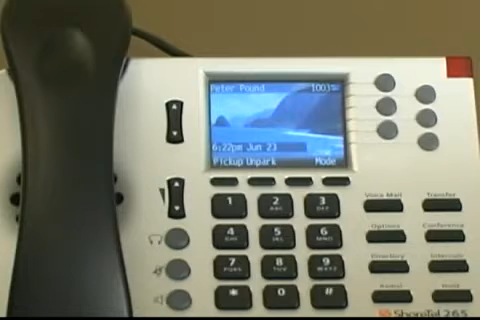 Peter Pound 1003
6:22pm Jun 23
Pickup Unpark Mode
1
2 ABC
3 DEF
4 GHI
5 JKL
6 MNO
7 PQRS
8 TUV
9 WXYZ
*
0
#
Voice Mail Transfer
Options Conference
Directory Intercom
Redial Hold
ShoreTel 265